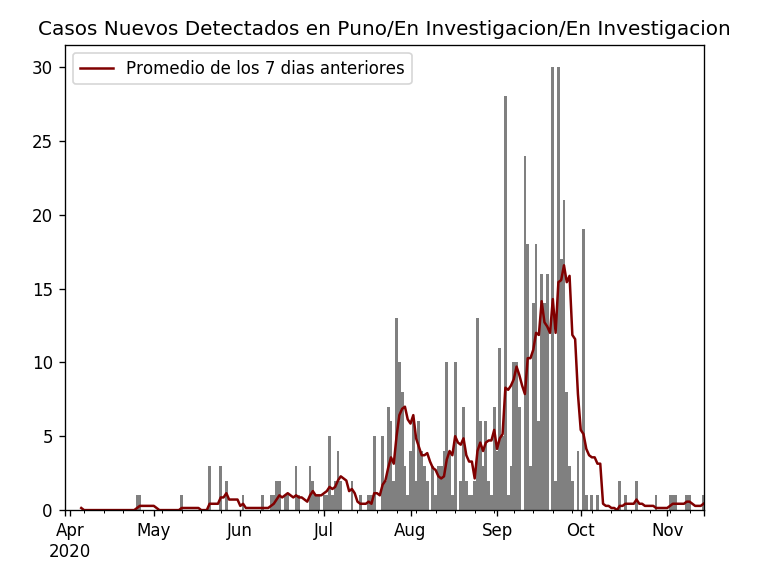 Casos Nuevos Detectados en Puno/En Investigacion/En Investigacion
Promedio de los 7 dias anteriores
30
25
20
15
10
5
0
Apr May Jun Jul Aug Sep Oct Nov
2020